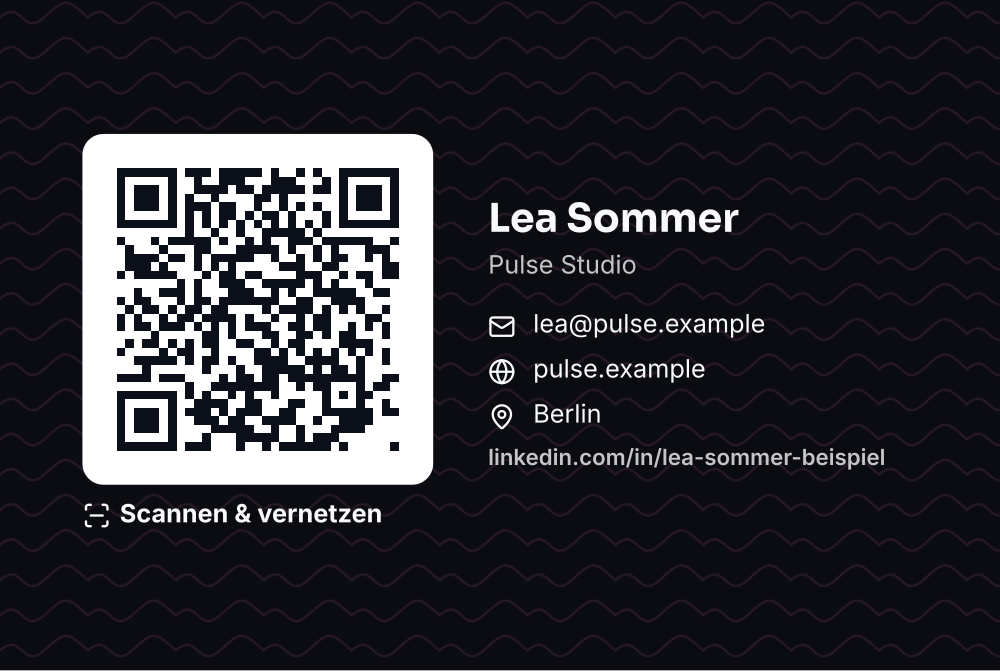 Lea Sommer
Pulse Studio
lea@pulse.example
pulse.example
Berlin
linkedin.com/in/lea-sommer-beispiel
Scannen & vernetzen